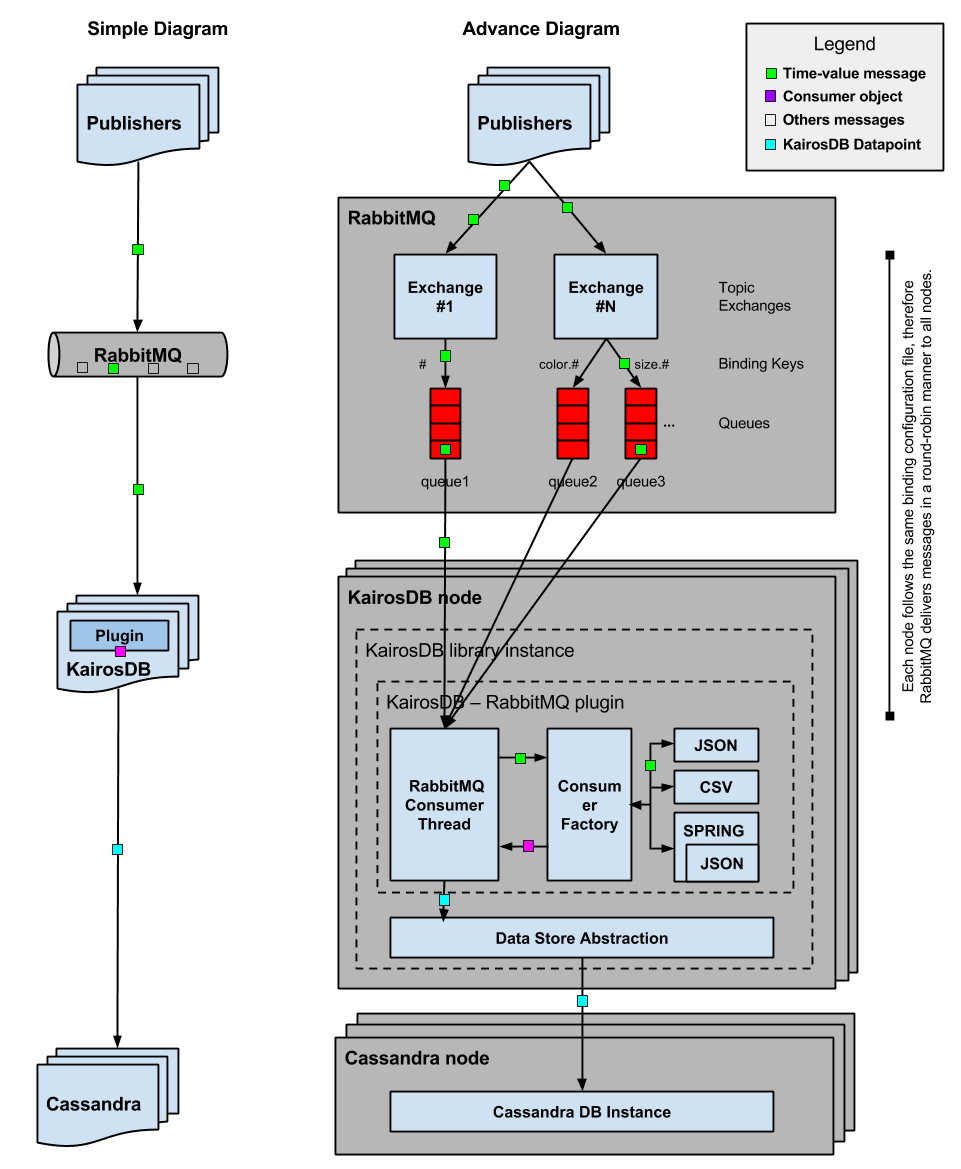 Simple Diagram
Advance Diagram
Legend
Time-value message
Consumer object
Others messages
KairosDB Datapoint
Publishers
Publishers
RabbitMQ
Exchange
#1
Exchange
#N
Topic
Exchanges
RabbitMQ
#
color.#
size.#
Binding Keys
...
Queues
queue1
queue2
queue3
Each node follows the same binding configuration file, therefore
RabbitMQ delivers messages in a round-robin manner to all nodes.
Plugin
KairosDB
KairosDB node
KairosDB library instance
KairosDB – RabbitMQ plugin
RabbitMQ
Consumer
Thread
Consum
er
Factory
JSON
CSV
SPRING
JSON
Data Store Abstraction
Cassandra
Cassandra node
Cassandra DB Instance